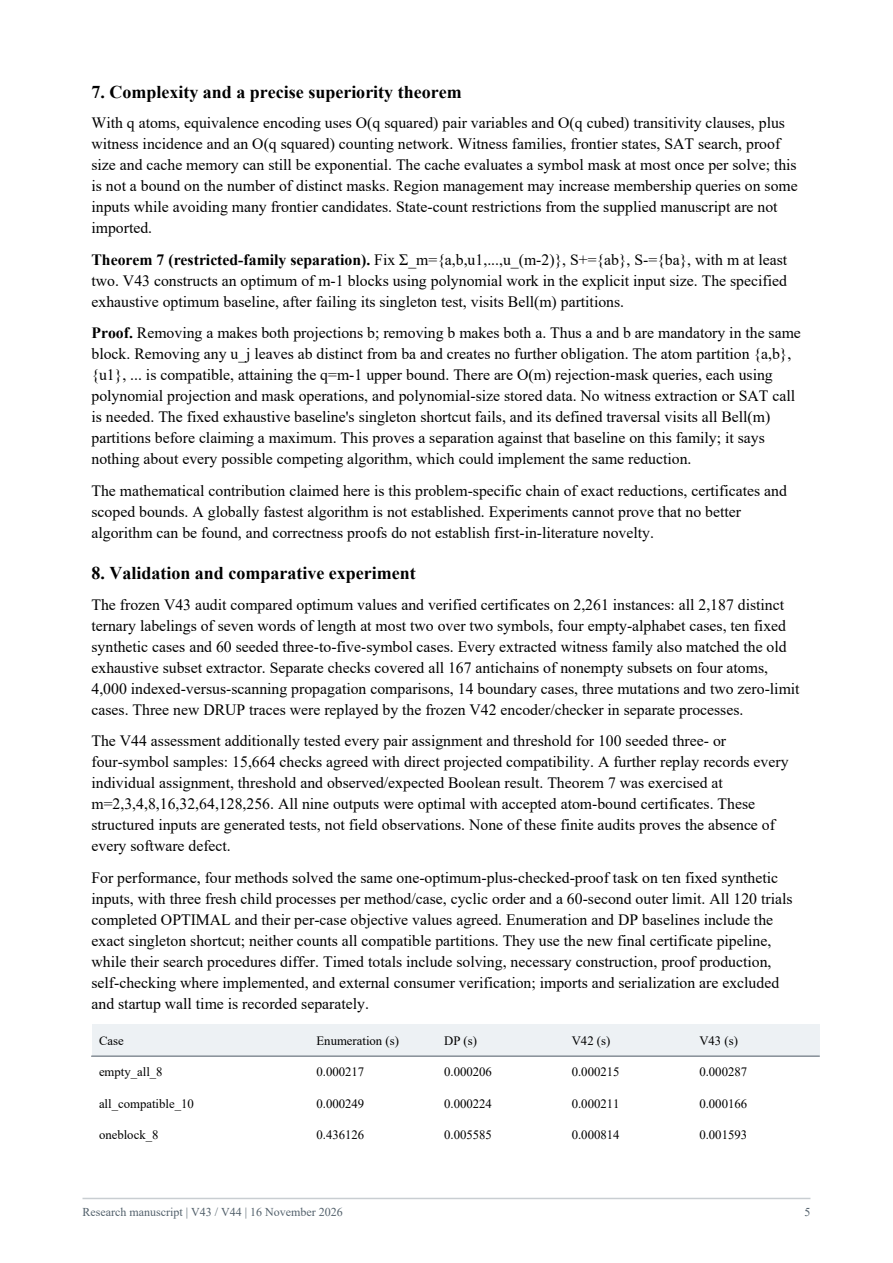 7. Complexity and a precise superiority theorem
With q atoms, equivalence encoding uses O(q squared) pair variables and O(q cubed) transitivity clauses, plus
witness incidence and an O(q squared) counting network. Witness families, frontier states, SAT search, proof
size and cache memory can still be exponential. The cache evaluates a symbol mask at most once per solve; this
is not a bound on the number of distinct masks. Region management may increase membership queries on some
inputs while avoiding many frontier candidates. State-count restrictions from the supplied manuscript are not
imported.
Theorem 7 (restricted-family separation). Fix Σ_m={a,b,u1,...,u_(m-2)}, S+={ab}, S-={ba}, with m at least
two. V43 constructs an optimum of m-1 blocks using polynomial work in the explicit input size. The specified
exhaustive optimum baseline, after failing its singleton test, visits Bell(m) partitions.
Proof. Removing a makes both projections b; removing b makes both a. Thus a and b are mandatory in the same
block. Removing any u_j leaves ab distinct from ba and creates no further obligation. The atom partition {a,b},
{u1}, ... is compatible, attaining the q=m-1 upper bound. There are O(m) rejection-mask queries, each using
polynomial projection and mask operations, and polynomial-size stored data. No witness extraction or SAT call
is needed. The fixed exhaustive baseline's singleton shortcut fails, and its defined traversal visits all Bell(m)
partitions before claiming a maximum. This proves a separation against that baseline on this family; it says
nothing about every possible competing algorithm, which could implement the same reduction.
The mathematical contribution claimed here is this problem-specific chain of exact reductions, certificates and
scoped bounds. A globally fastest algorithm is not established. Experiments cannot prove that no better
algorithm can be found, and correctness proofs do not establish first-in-literature novelty.
8. Validation and comparative experiment
The frozen V43 audit compared optimum values and verified certificates on 2,261 instances: all 2,187 distinct
ternary labelings of seven words of length at most two over two symbols, four empty-alphabet cases, ten fixed
synthetic cases and 60 seeded three-to-five-symbol cases. Every extracted witness family also matched the old
exhaustive subset extractor. Separate checks covered all 167 antichains of nonempty subsets on four atoms,
4,000 indexed-versus-scanning propagation comparisons, 14 boundary cases, three mutations and two zero-limit
cases. Three new DRUP traces were replayed by the frozen V42 encoder/checker in separate processes.
The V44 assessment additionally tested every pair assignment and threshold for 100 seeded three- or
four-symbol samples: 15,664 checks agreed with direct projected compatibility. A further replay records every
individual assignment, threshold and observed/expected Boolean result. Theorem 7 was exercised at
m=2,3,4,8,16,32,64,128,256. All nine outputs were optimal with accepted atom-bound certificates. These
structured inputs are generated tests, not field observations. None of these finite audits proves the absence of
every software defect.
For performance, four methods solved the same one-optimum-plus-checked-proof task on ten fixed synthetic
inputs, with three fresh child processes per method/case, cyclic order and a 60-second outer limit. All 120 trials
completed OPTIMAL and their per-case objective values agreed. Enumeration and DP baselines include the
exact singleton shortcut; neither counts all compatible partitions. They use the new final certificate pipeline,
while their search procedures differ. Timed totals include solving, necessary construction, proof production,
self-checking where implemented, and external consumer verification; imports and serialization are excluded
and startup wall time is recorded separately.
Case Enumeration (s) DP (s) V42 (s) V43 (s)
empty_all_8 0.000217 0.000206 0.000215 0.000287
all_compatible_10 0.000249 0.000224 0.000211 0.000166
oneblock_8 0.436126 0.005585 0.000814 0.001593
Research manuscript | V43 / V44 | 16 November 2026 5